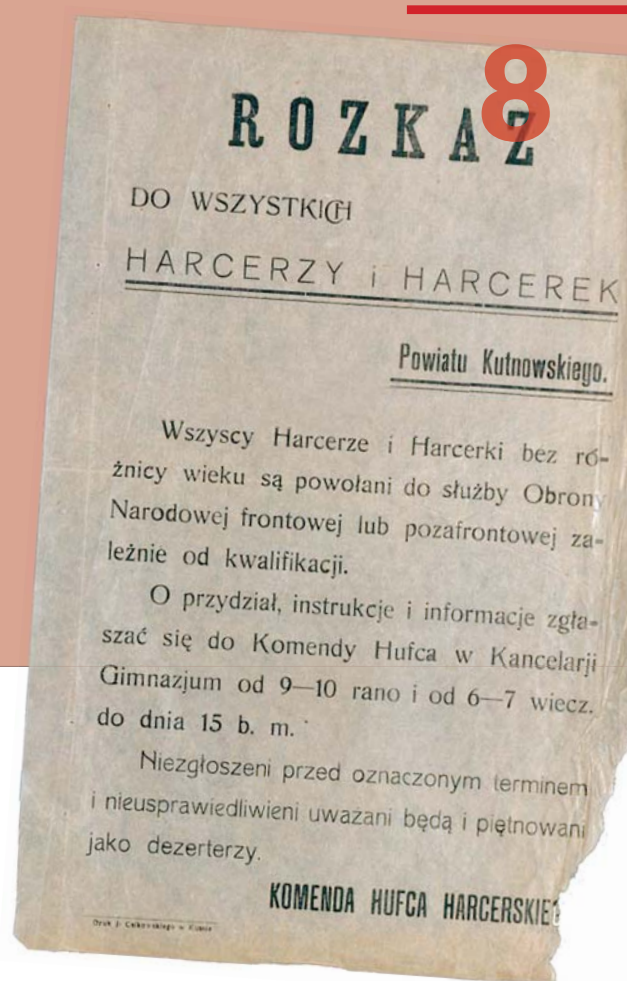 8
ROZKAZ
DO WSZYSTKICH
HARCERZY i HARCEREK
Powiatu Kutnowskiego.
Wszyscy Harcerze i Harcerki bez ró-
żnicy wieku są powołani do służby Obrony
Narodowej frontowej lub pozafrontowej za-
leżnie od kwalifikacji.
O przydział, instrukcje i informacje zgła-
szać się do Komendy Hufca w Kancelarji
Gimnazjum od 9—10 rano i od 6—7 wiecz.
do dnia 15 b. m.
Niezgłoszeni przed oznaczonym terminem
i nieusprawiedliwieni uważani będą i piętnowani
jako dezerterzy.
KOMENDA HUFCA HARCERSKIE
Druk